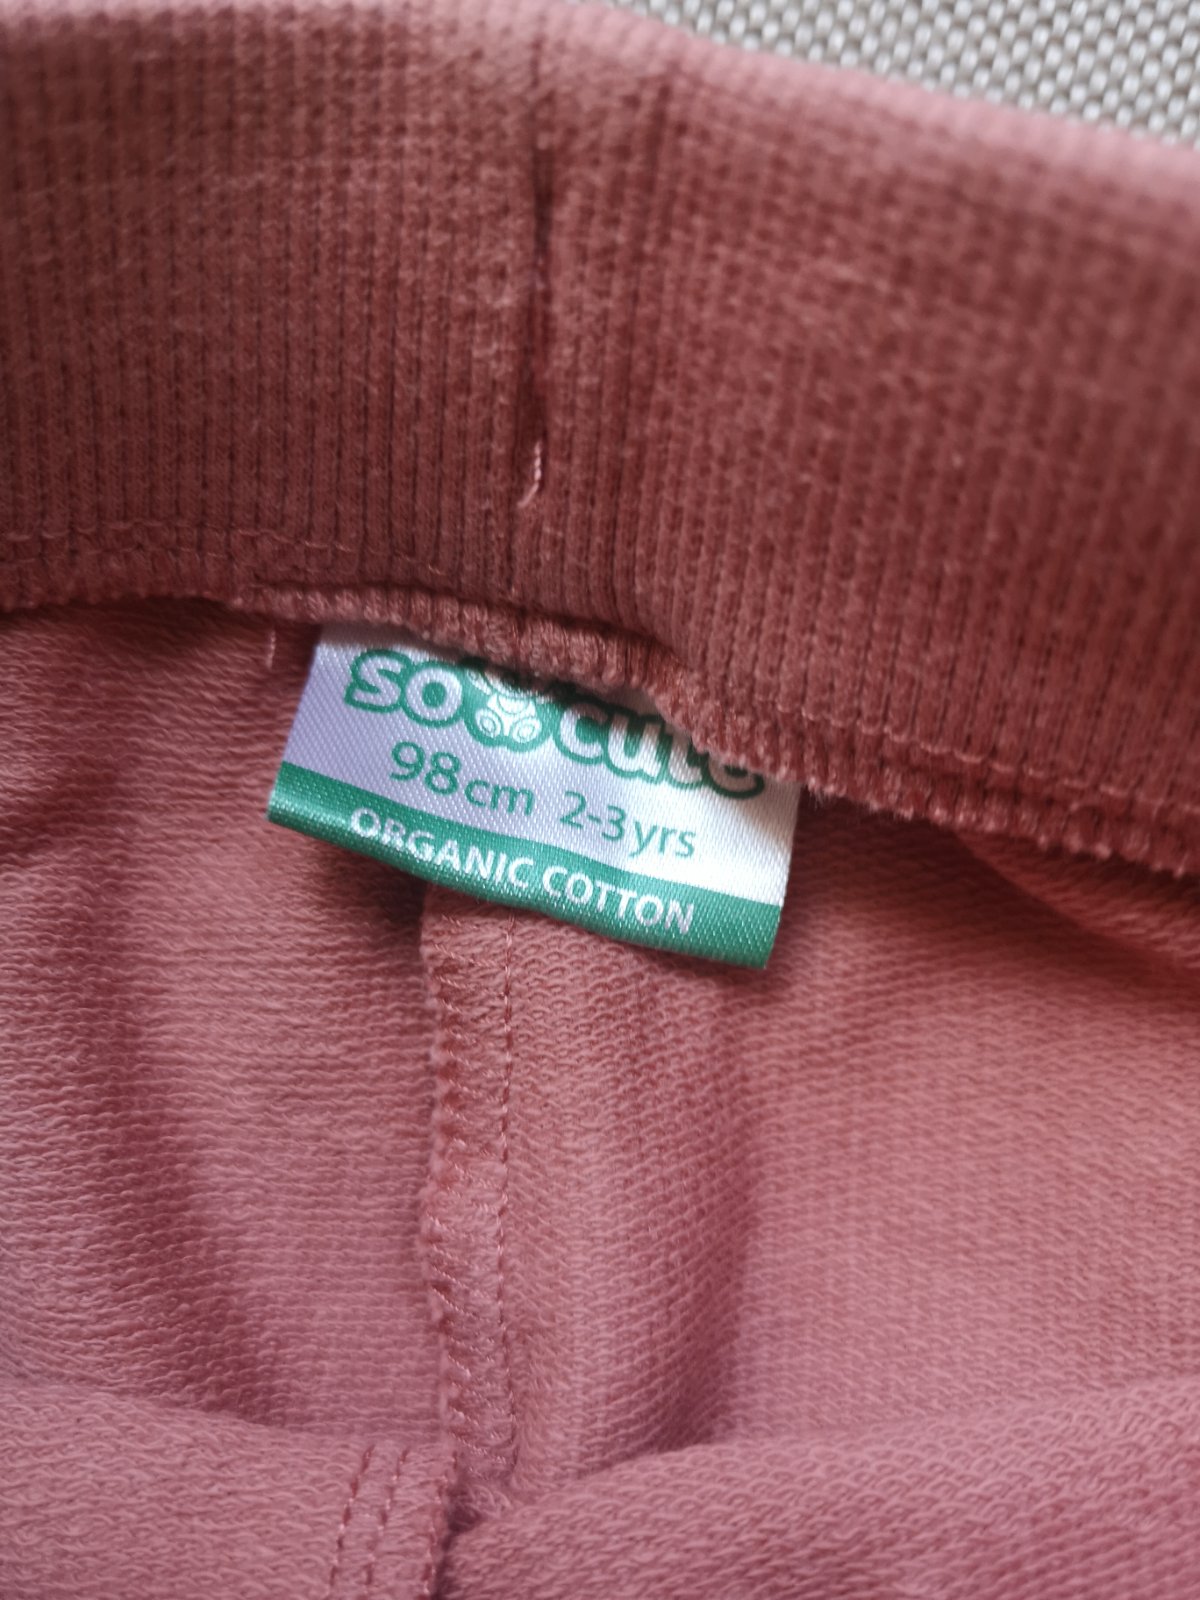 so cute
98cm 2-3yrs
ORGANIC COTTON